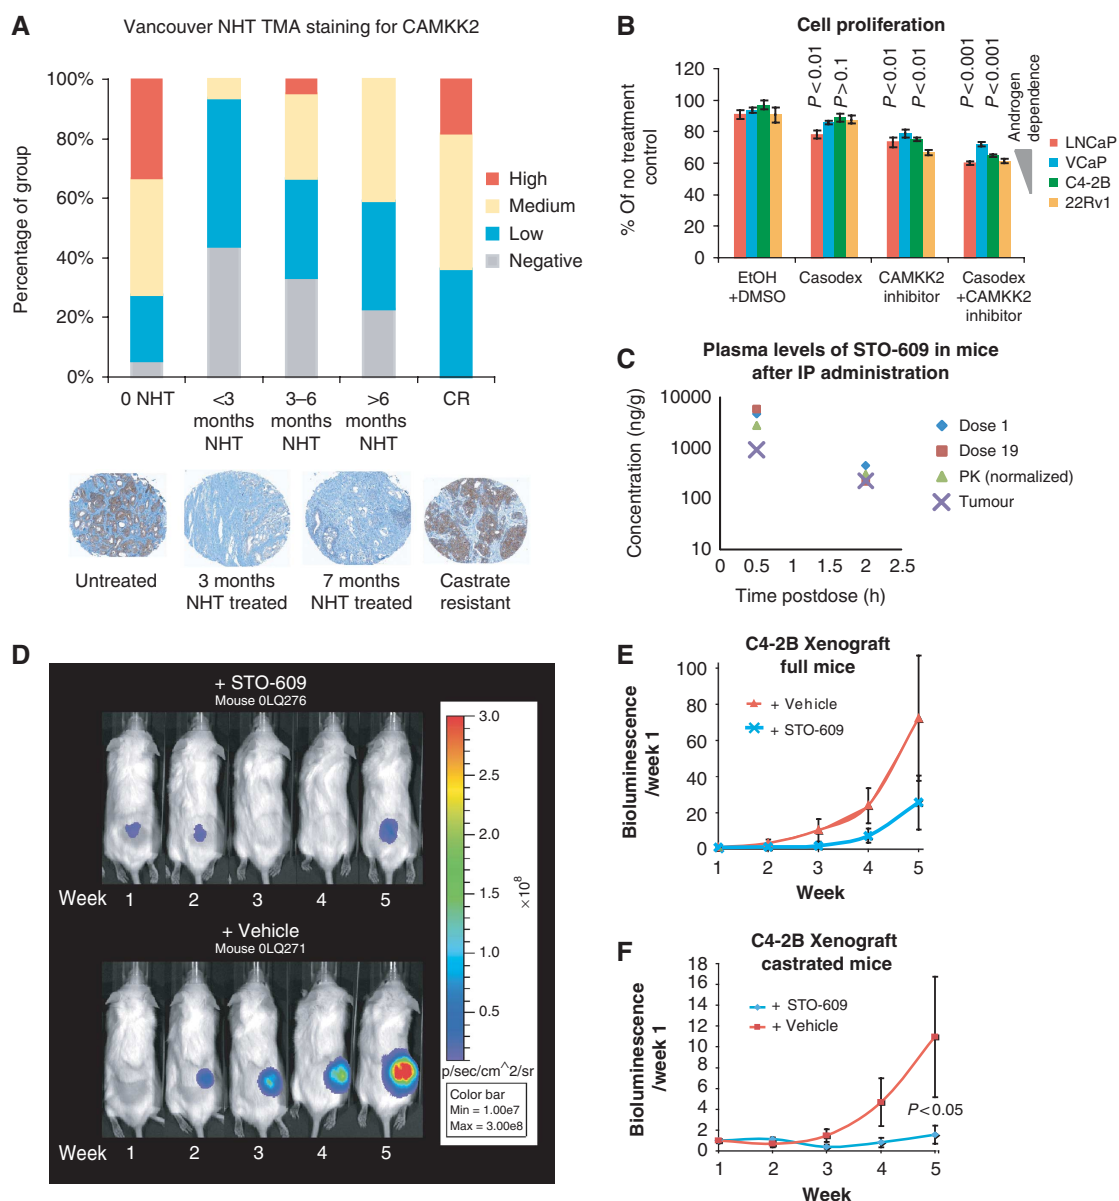 A
Vancouver NHT TMA staining for CAMKK2
Percentage of group
100%
80%
60%
40%
20%
0%
0 NHT
<3
months
NHT
3–6
months
NHT
>6
months
NHT
CR
High
Medium
Low
Negative
Untreated
3 months
NHT treated
7 months
NHT treated
Castrate
resistant
B
Cell proliferation
% Of no treatment
control
120
100
80
60
40
20
0
P<0.01
P>0.1
P<0.01
P<0.01
P<0.001
P<0.001
Androgen
dependence
LNCaP
VCaP
C4-2B
22Rv1
EtOH
+DMSO
Casodex
CAMKK2
inhibitor
Casodex
+CAMKK2
inhibitor
C
Plasma levels of STO-609 in mice
after IP administration
Concentration (ng/g)
10000
1000
100
10
0 0.5 1 1.5 2 2.5
Time postdose (h)
Dose 1
Dose 19
PK (normalized)
Tumour
D
+ STO-609
Mouse 0LQ276
Week 1 2 3 4 5
+ Vehicle
Mouse 0LQ271
Week 1 2 3 4 5
3.0
2.5
2.0
1.5
1.0
0.5
×10^8
p/sec/cm^2/sr
Color bar
Min = 1.00e7
Max = 3.00e8
E
C4-2B Xenograft
full mice
Bioluminescence
/week 1
100
80
60
40
20
0
+ Vehicle
+ STO-609
1 2 3 4 5
Week
F
C4-2B Xenograft
castrated mice
Bioluminescence
/week 1
18
16
14
12
10
8
6
4
2
0
+ STO-609
+ Vehicle
P<0.05
1 2 3 4 5
Week